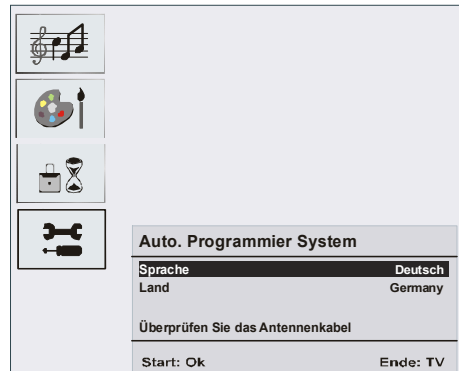 Auto. Programmier System
Sprache Deutsch
Land Germany
Überprüfen Sie das Antennenkabel
Start: Ok Ende: TV